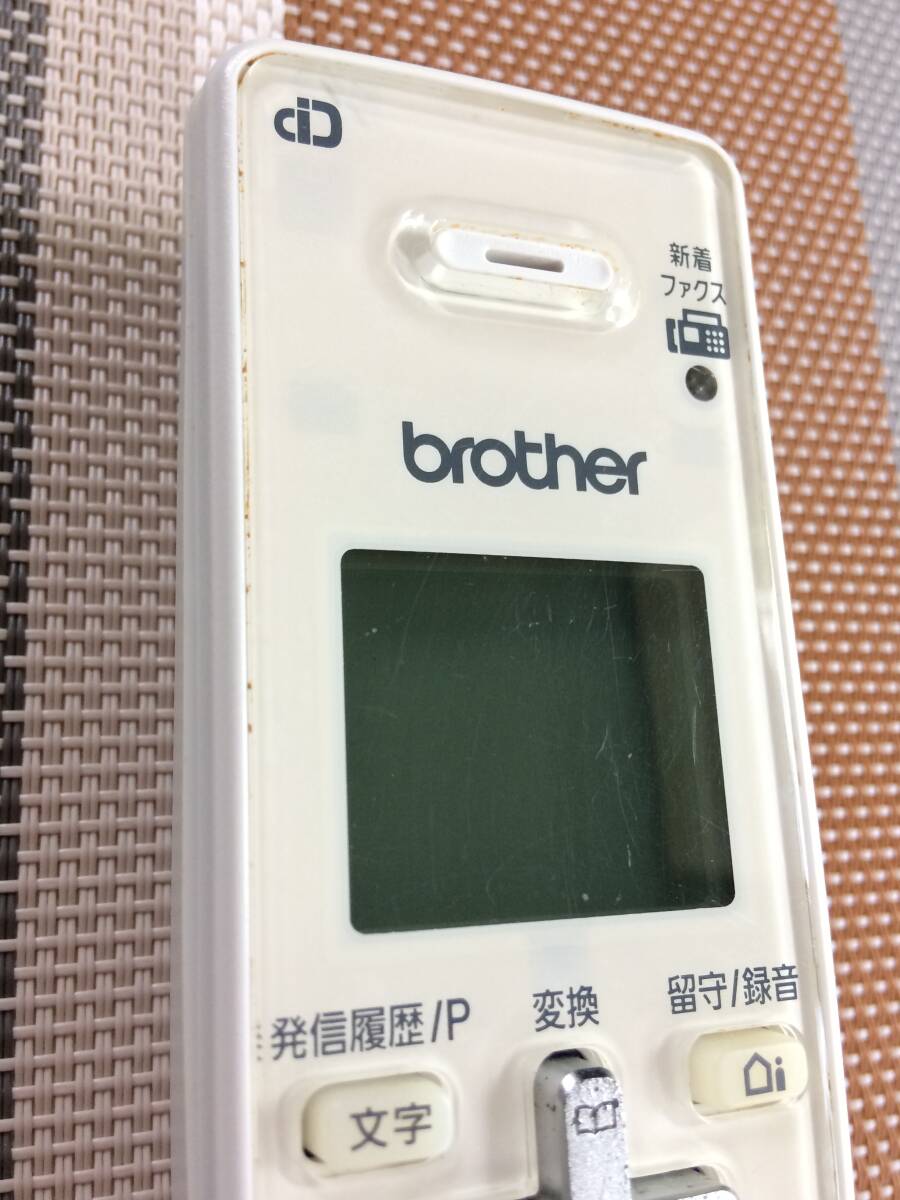 iD
新着
ファクス
brother
発信履歴/P
変換
留守/録音
文字